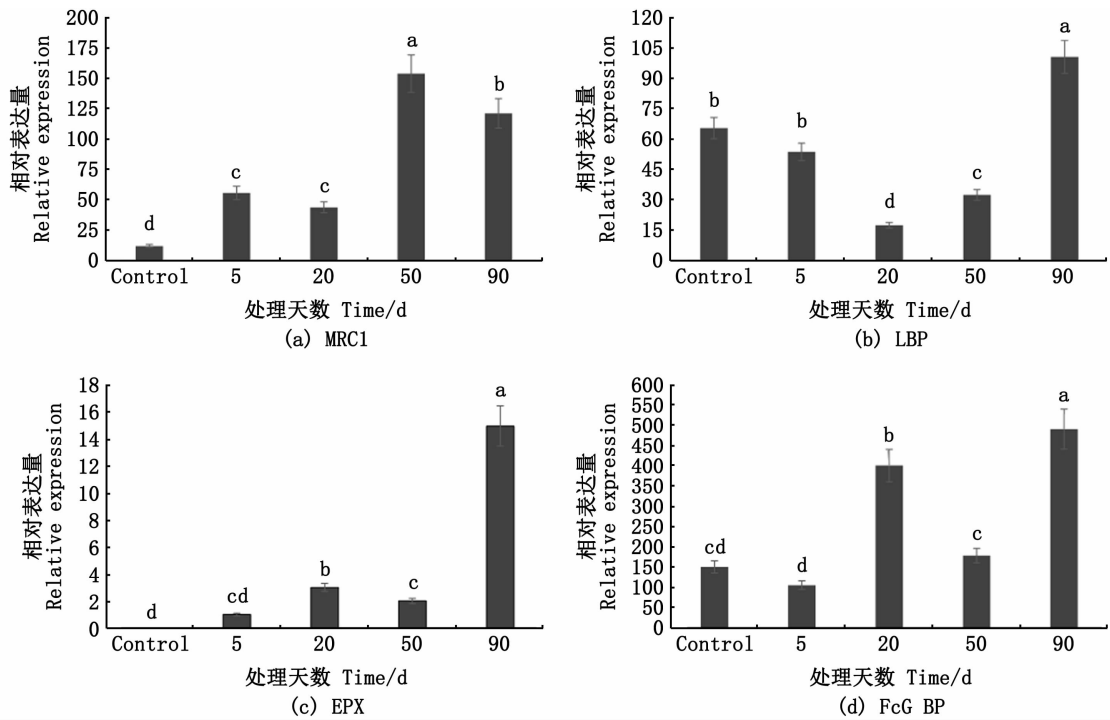 相对表达量
Relative expression
200
175
150
125
100
75
50
25
0
d
c
c
a
b
Control 5 20 50 90
处理天数 Time/d
(a) MRC1
相对表达量
Relative expression
120
105
90
75
60
45
30
15
0
b
b
d
c
a
Control 5 20 50 90
处理天数 Time/d
(b) LBP
相对表达量
Relative expression
18
16
14
12
10
8
6
4
2
0
d
cd
b
c
a
Control 5 20 50 90
处理天数 Time/d
(c) EPX
相对表达量
Relative expression
600
550
500
450
400
350
300
250
200
150
100
50
0
cd
d
b
c
a
Control 5 20 50 90
处理天数 Time/d
(d) FcG BP